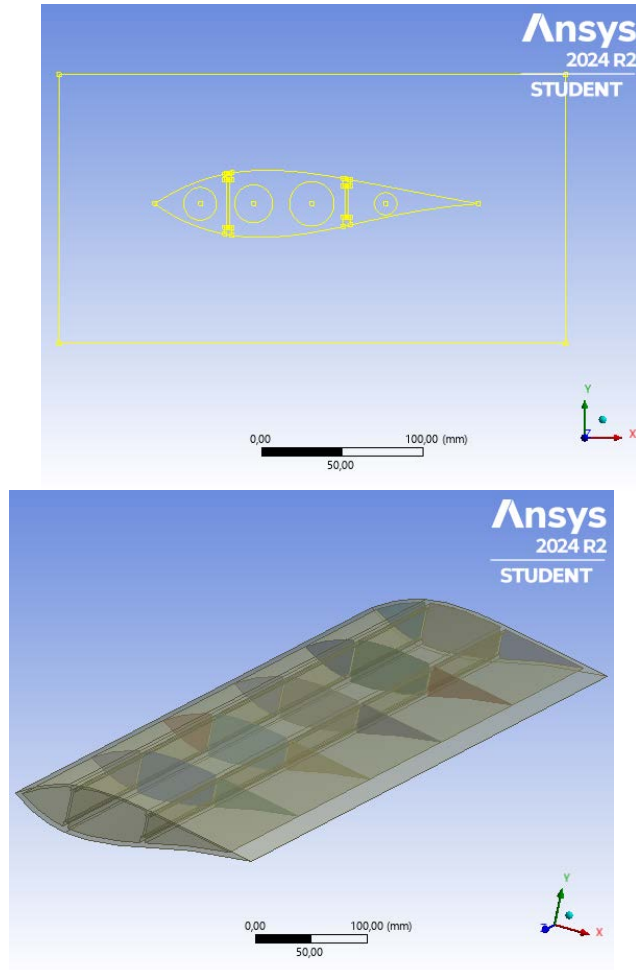 Ansys
2024 R2
STUDENT
Y
X
Z
0,00 100,00 (mm)
50,00
Ansys
2024 R2
STUDENT
Y
X
Z
0,00 100,00 (mm)
50,00